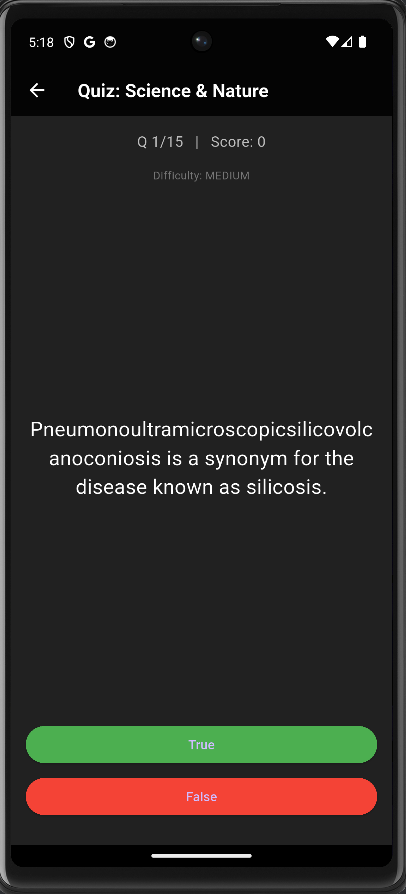 5:18
Quiz: Science & Nature
Q 1/15 | Score: 0
Difficulty: MEDIUM
Pneumonoultramicroscopicsilicovolc
anoconiosis is a synonym for the
disease known as silicosis.
True
False